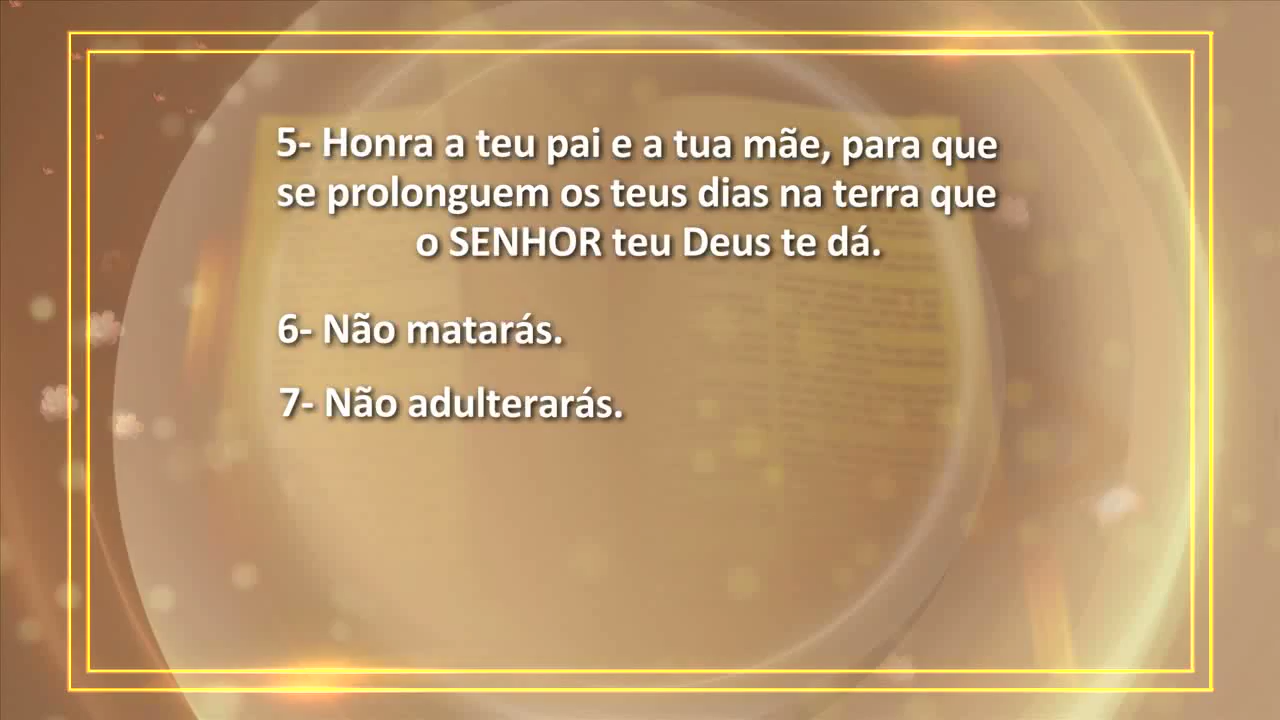 5- Honra a teu pai e a tua mãe, para que
se prolonguem os teus dias na terra que
o SENHOR teu Deus te dá.
6- Não matarás.
7- Não adulterarás.